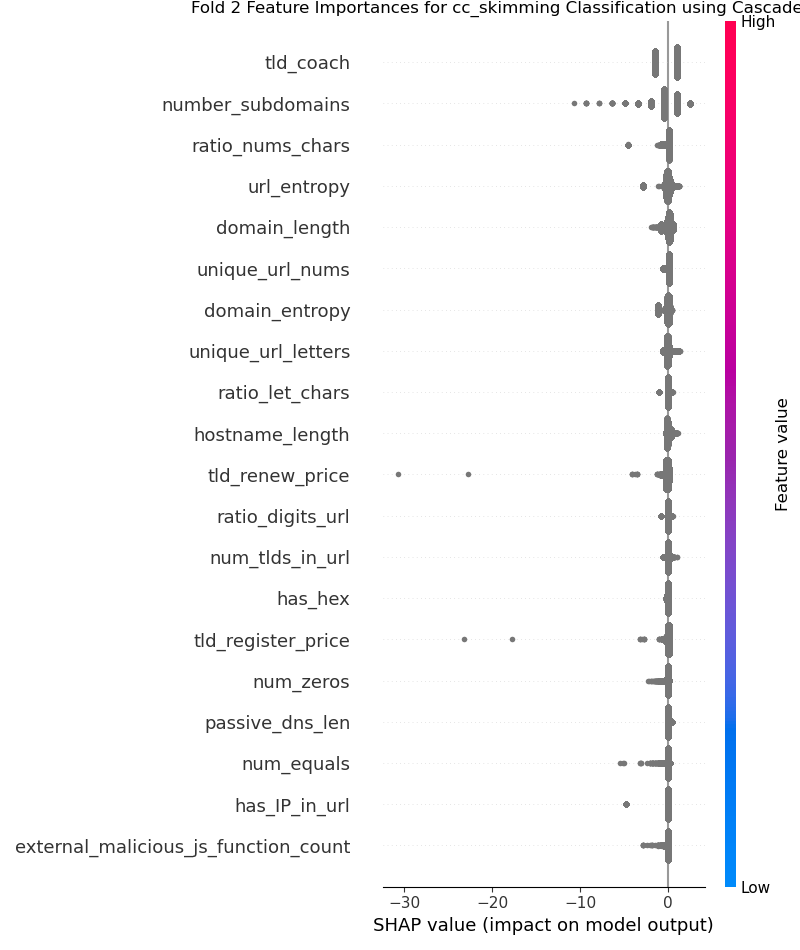 Fold 2 Feature Importances for cc_skimming Classification using Cascade
High
tld_coach
number_subdomains
ratio_nums_chars
url_entropy
domain_length
unique_url_nums
domain_entropy
unique_url_letters
ratio_let_chars
hostname_length
tld_renew_price
ratio_digits_url
num_tlds_in_url
has_hex
tld_register_price
num_zeros
passive_dns_len
num_equals
has_IP_in_url
external_malicious_js_function_count
Feature value
Low
−30 −20 −10 0
SHAP value (impact on model output)